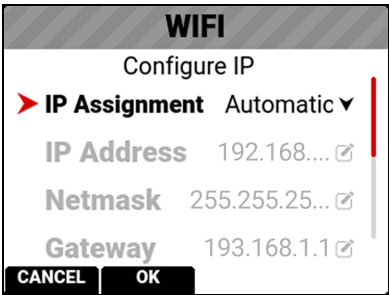 WIFI
Configure IP
IP Assignment Automatic
IP Address 192.168....
Netmask 255.255.25...
Gateway 193.168.1.1
CANCEL OK